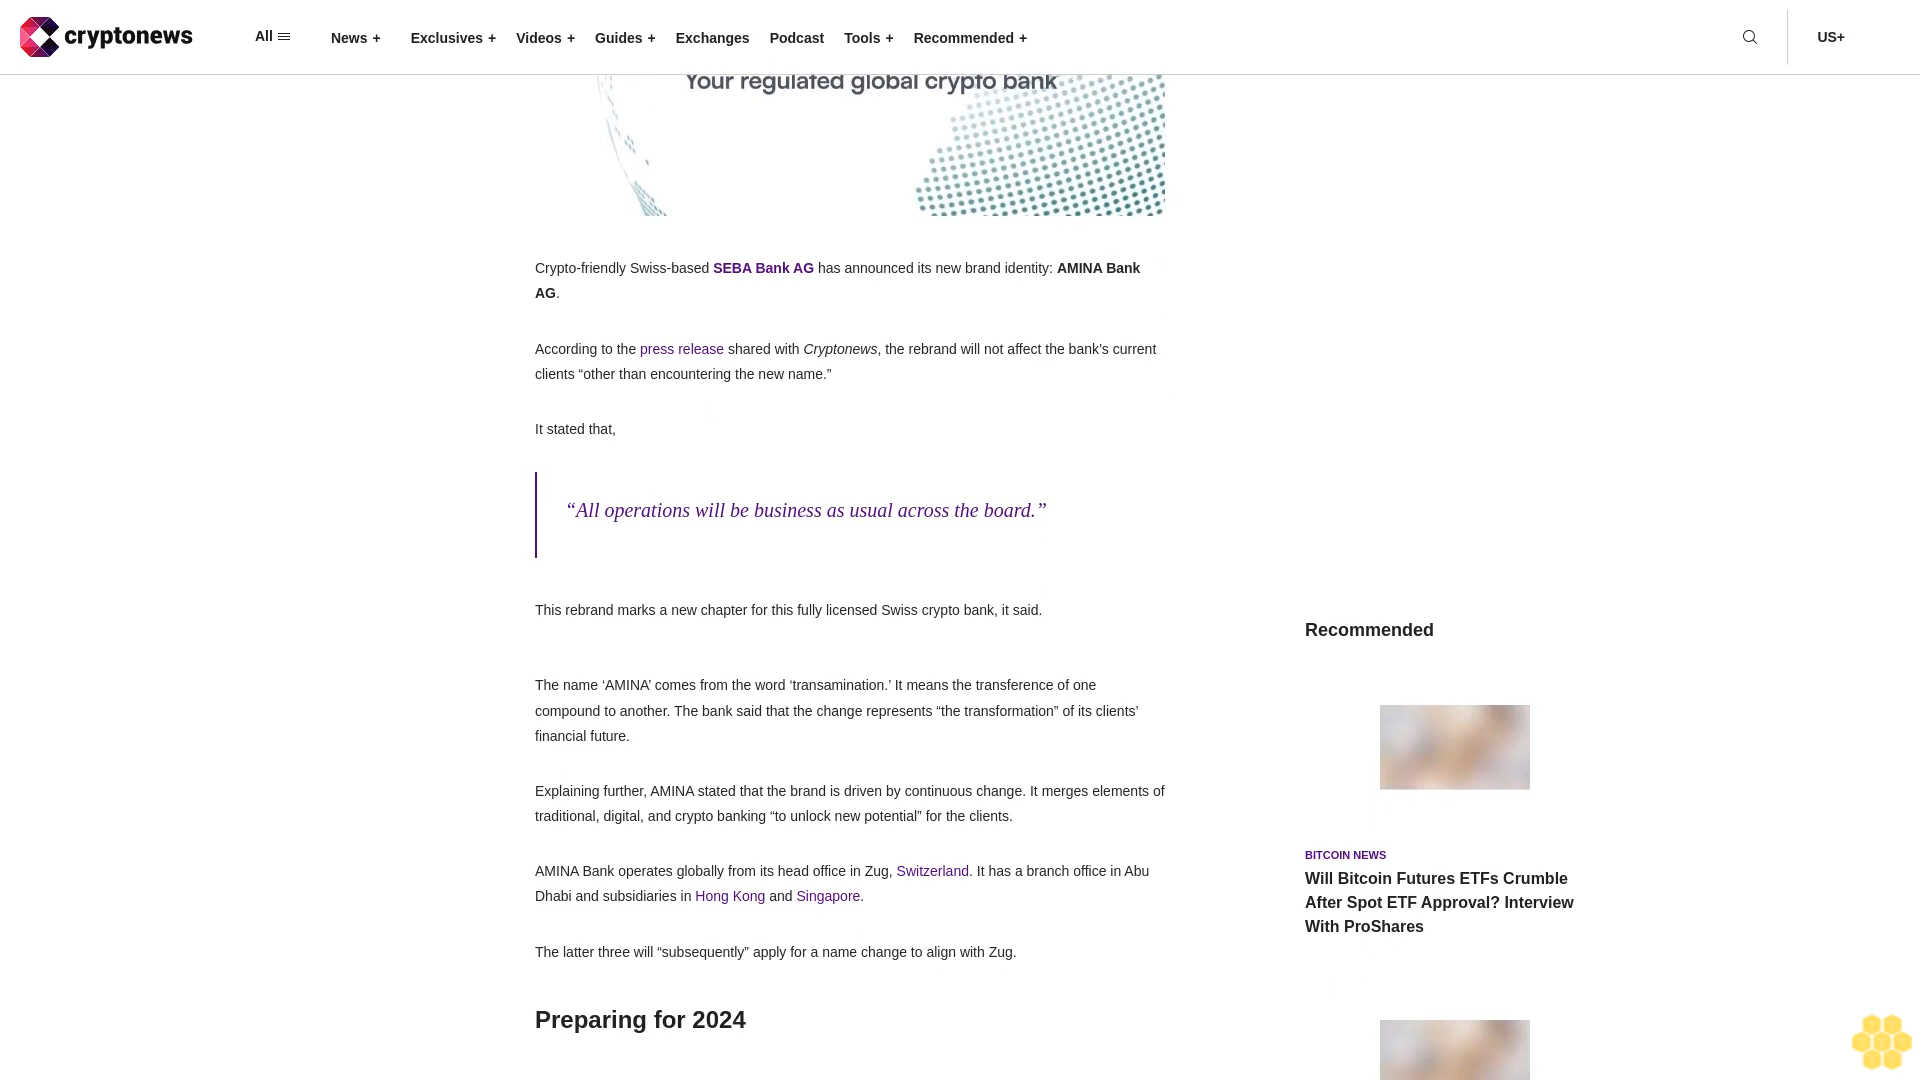 cryptonews
All
News +
Exclusives +
Videos +
Guides +
Exchanges
Podcast
Tools +
Recommended +
US+
Your regulated global crypto bank
Crypto-friendly Swiss-based SEBA Bank AG has announced its new brand identity: AMINA Bank
AG.
According to the press release shared with Cryptonews, the rebrand will not affect the bank’s current
clients “other than encountering the new name.”
It stated that,
“All operations will be business as usual across the board.”
This rebrand marks a new chapter for this fully licensed Swiss crypto bank, it said.
The name ‘AMINA’ comes from the word ‘transamination.’ It means the transference of one
compound to another. The bank said that the change represents “the transformation” of its clients’
financial future.
Explaining further, AMINA stated that the brand is driven by continuous change. It merges elements of
traditional, digital, and crypto banking “to unlock new potential” for the clients.
AMINA Bank operates globally from its head office in Zug, Switzerland. It has a branch office in Abu
Dhabi and subsidiaries in Hong Kong and Singapore.
The latter three will “subsequently” apply for a name change to align with Zug.
Preparing for 2024
Recommended
BITCOIN NEWS
Will Bitcoin Futures ETFs Crumble
After Spot ETF Approval? Interview
With ProShares